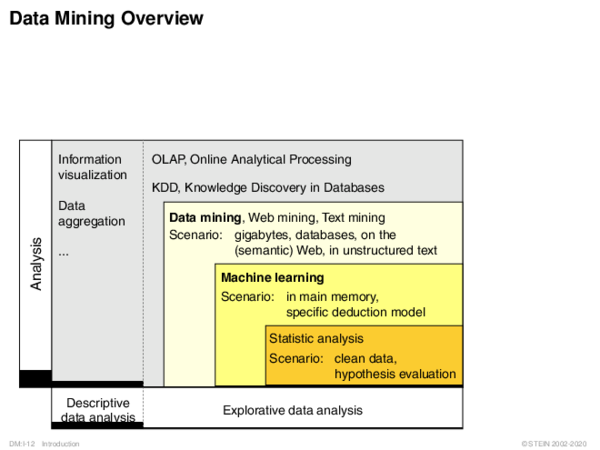 Data Mining Overview
Analysis
Information
visualization
Data
aggregation
...
OLAP, Online Analytical Processing
KDD, Knowledge Discovery in Databases
Data mining, Web mining, Text mining
Scenario: gigabytes, databases, on the
(semantic) Web, in unstructured text
Machine learning
Scenario: in main memory,
specific deduction model
Statistic analysis
Scenario: clean data,
hypothesis evaluation
Descriptive
data analysis
Explorative data analysis
DM:I-12 Introduction
© STEIN 2002-2020